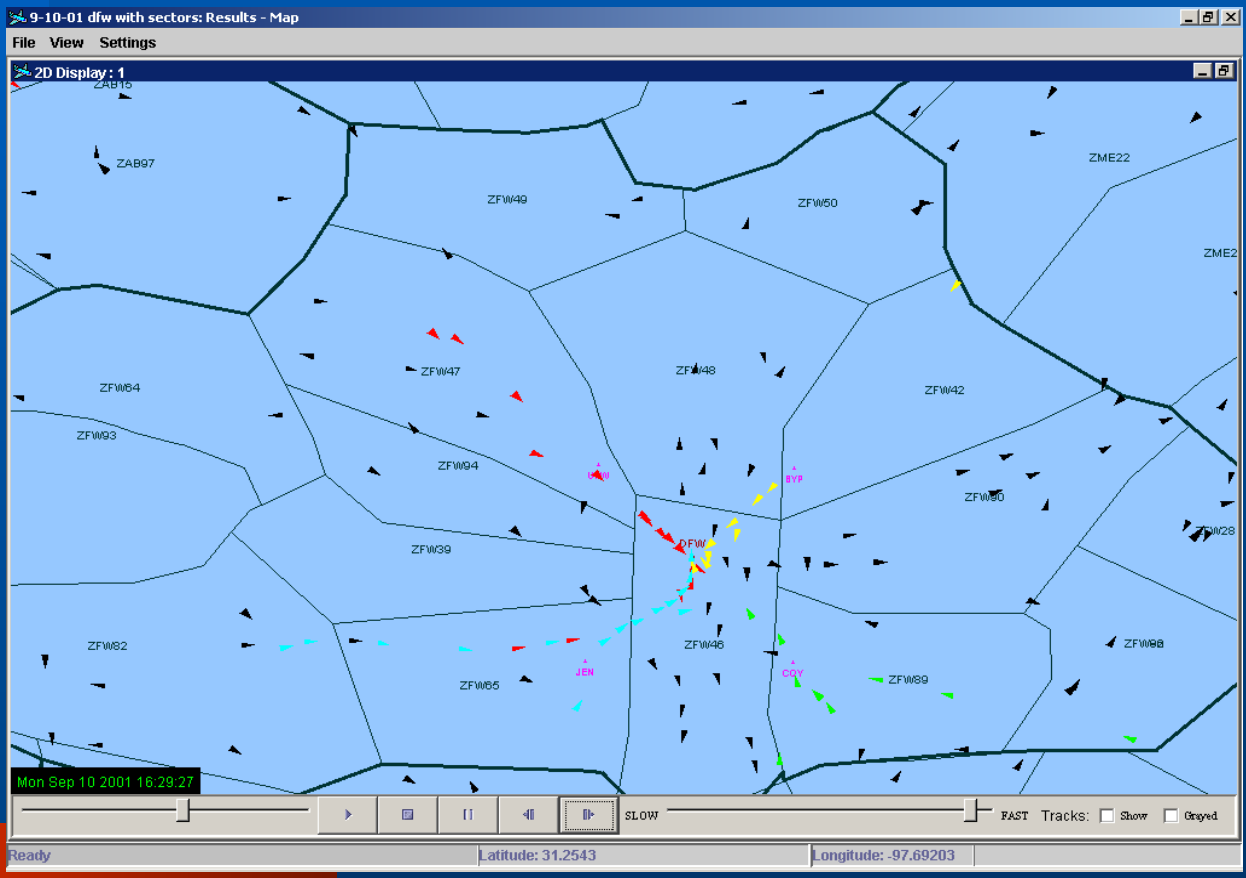 9-10-01 dfw with sectors: Results - Map
File View Settings
2D Display : 1
ZAB15
ZAB97
ZME22
ZFW49
ZFW50
ZME2
ZFW47
ZFW48
ZFW64
ZFW42
ZFW93
ZFW94
BYP
ZFW90
ZFW28
DFW
ZFW39
ZFW82
ZFW46
JEN
CQY
ZFW65
ZFW89
Mon Sep 10 2001 16:29:27
SLOW FAST Tracks: Show Grayed
Ready Latitude: 31.2543 Longitude: -97.69203